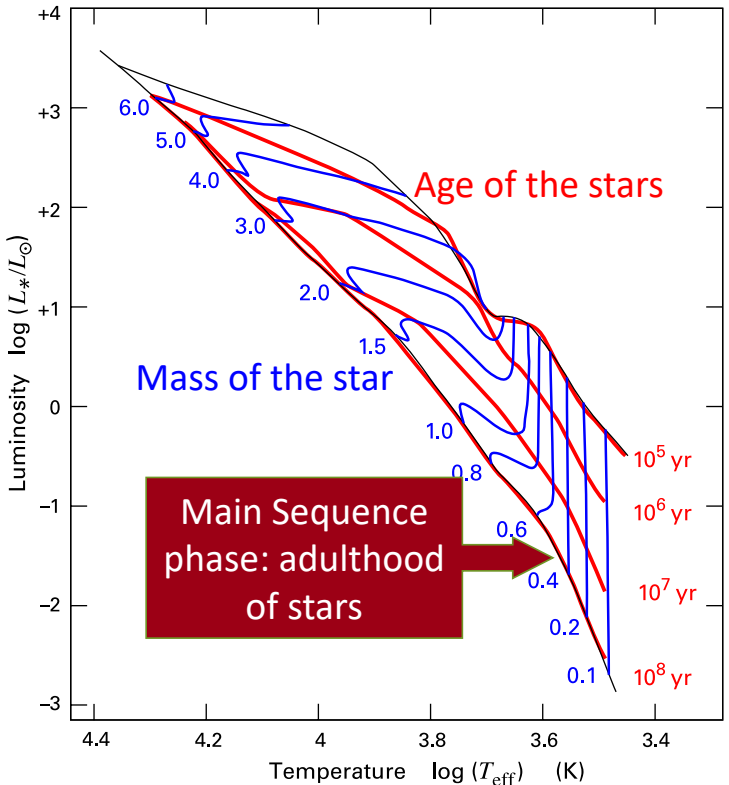 +4
+3
+2
+1
0
−1
−2
−3
Luminosity log (L∗/L⊙)
4.4 4.2 4 3.8 3.6 3.4
Temperature log (Teff) (K)
6.0
5.0
4.0
3.0
2.0
1.5
1.0
0.8
0.6
0.4
0.2
0.1
Age of the stars
Mass of the star
Main Sequence
phase: adulthood
of stars
10⁵ yr
10⁶ yr
10⁷ yr
10⁸ yr